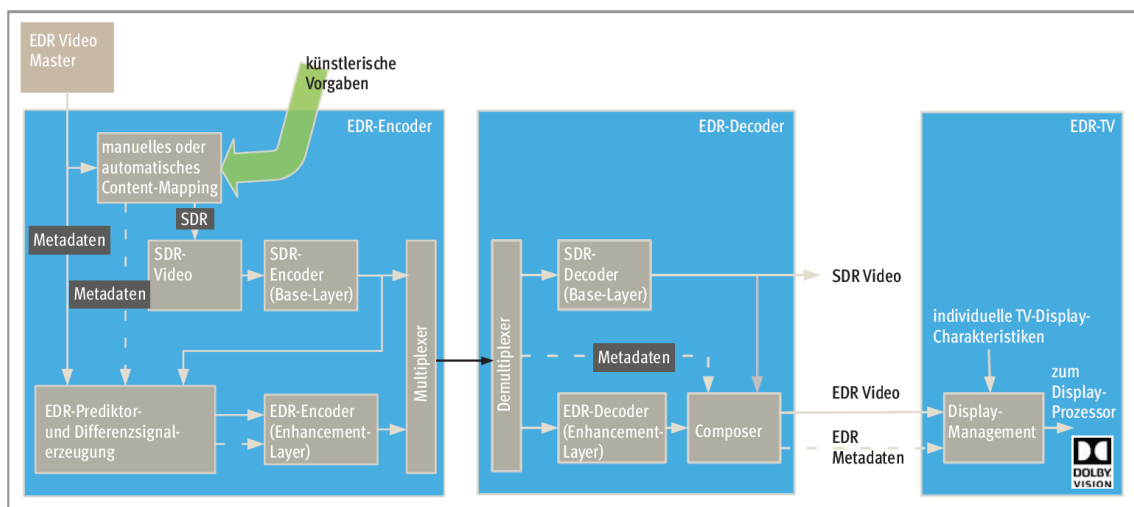 EDR Video
Master
künstlerische
Vorgaben
EDR-Encoder
manuelles oder
automatisches
Content-Mapping
SDR
Metadaten
Metadaten
SDR-
Video
SDR-
Encoder
(Base-Layer)
Multiplexer
EDR-Prediktor-
und Differenzsignal-
erzeugung
EDR-Encoder
(Enhancement-
Layer)
EDR-Decoder
Demultiplexer
SDR-
Decoder
(Base-Layer)
Metadaten
EDR-Decoder
(Enhancement-
Layer)
Composer
SDR Video
EDR Video
EDR
Metadaten
EDR-TV
individuelle TV-Display-
Charakteristiken
Display-
Management
zum
Display-
Prozessor
DOLBY
VISION